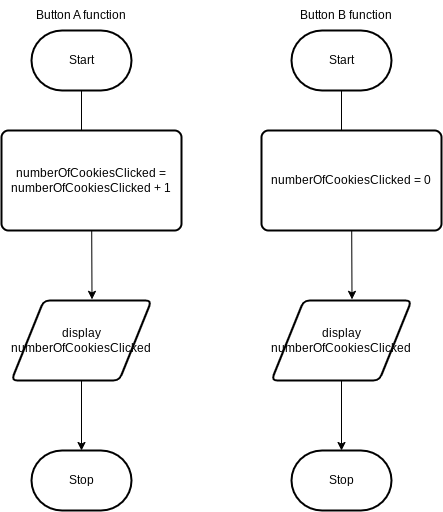 Button A function
Start
numberOfCookiesClicked =
numberOfCookiesClicked + 1
display
numberOfCookiesClicked
Stop
Button B function
Start
numberOfCookiesClicked = 0
display
numberOfCookiesClicked
Stop